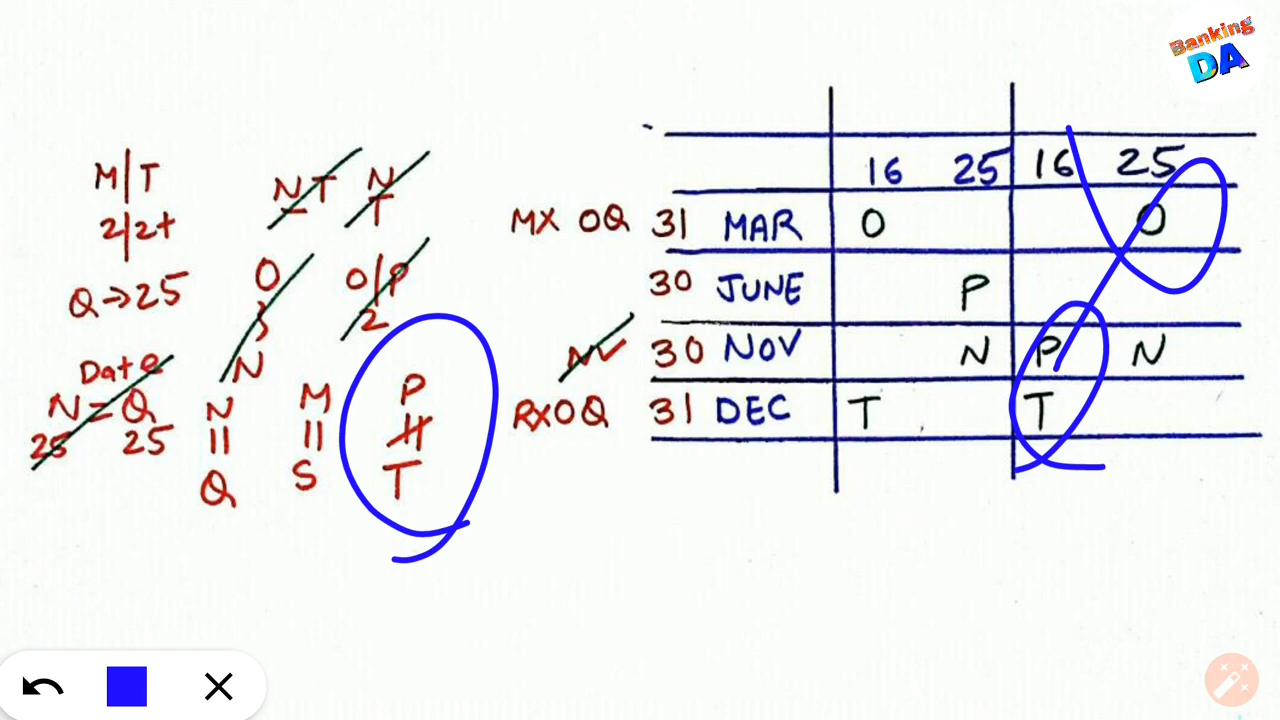 Banking
DA
M|T
2|2+
Q→25
Date
N = Q
25 25
N T
N
T
O
3
N
O/P
2
N
=
Q
M
=
S
P
≠
T
16 25 16 25
MX OQ 31 MAR O O
30 JUNE P
N✓ 30 NOV N P N
RXOQ 31 DEC T T